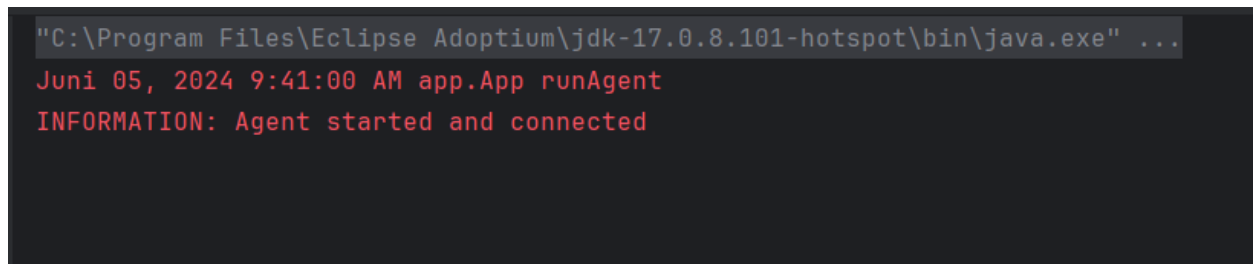 "C:\Program Files\Eclipse Adoptium\jdk-17.0.8.101-hotspot\bin\java.exe" ...
Juni 05, 2024 9:41:00 AM app.App runAgent
INFORMATION: Agent started and connected